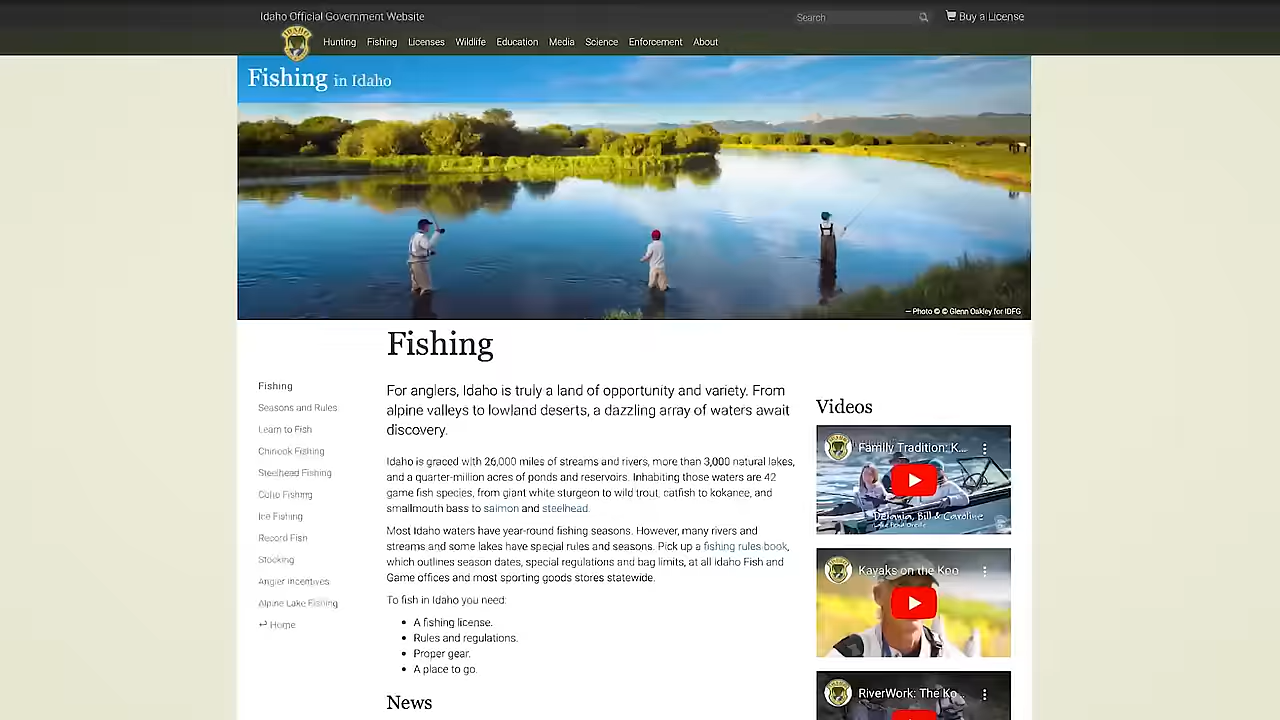 Idaho Official Government Website
Search
Buy a License
Hunting Fishing Licenses Wildlife Education Media Science Enforcement About
Fishing in Idaho
— Photo © © Glenn Oakley for IDFG
Fishing
Fishing
Seasons and Rules
Learn to Fish
Chinook Fishing
Steelhead Fishing
Coho Fishing
Ice Fishing
Record Fish
Stocking
Angler Incentives
Alpine Lake Fishing
Home
For anglers, Idaho is truly a land of opportunity and variety. From
alpine valleys to lowland deserts, a dazzling array of waters await
discovery.
Idaho is graced with 26,000 miles of streams and rivers, more than 3,000 natural lakes,
and a quarter-million acres of ponds and reservoirs. Inhabiting those waters are 42
game fish species, from giant white sturgeon to wild trout, catfish to kokanee, and
smallmouth bass to salmon and steelhead.
Most Idaho waters have year-round fishing seasons. However, many rivers and
streams and some lakes have special rules and seasons. Pick up a fishing rules book,
which outlines season dates, special regulations and bag limits, at all Idaho Fish and
Game offices and most sporting goods stores statewide.
To fish in Idaho you need:
A fishing license.
Rules and regulations.
Proper gear.
A place to go.
News
Videos
Family Tradition: K...
Delania, Bill & Caroline
Kayaks on the Koo
RiverWork: The Ko...